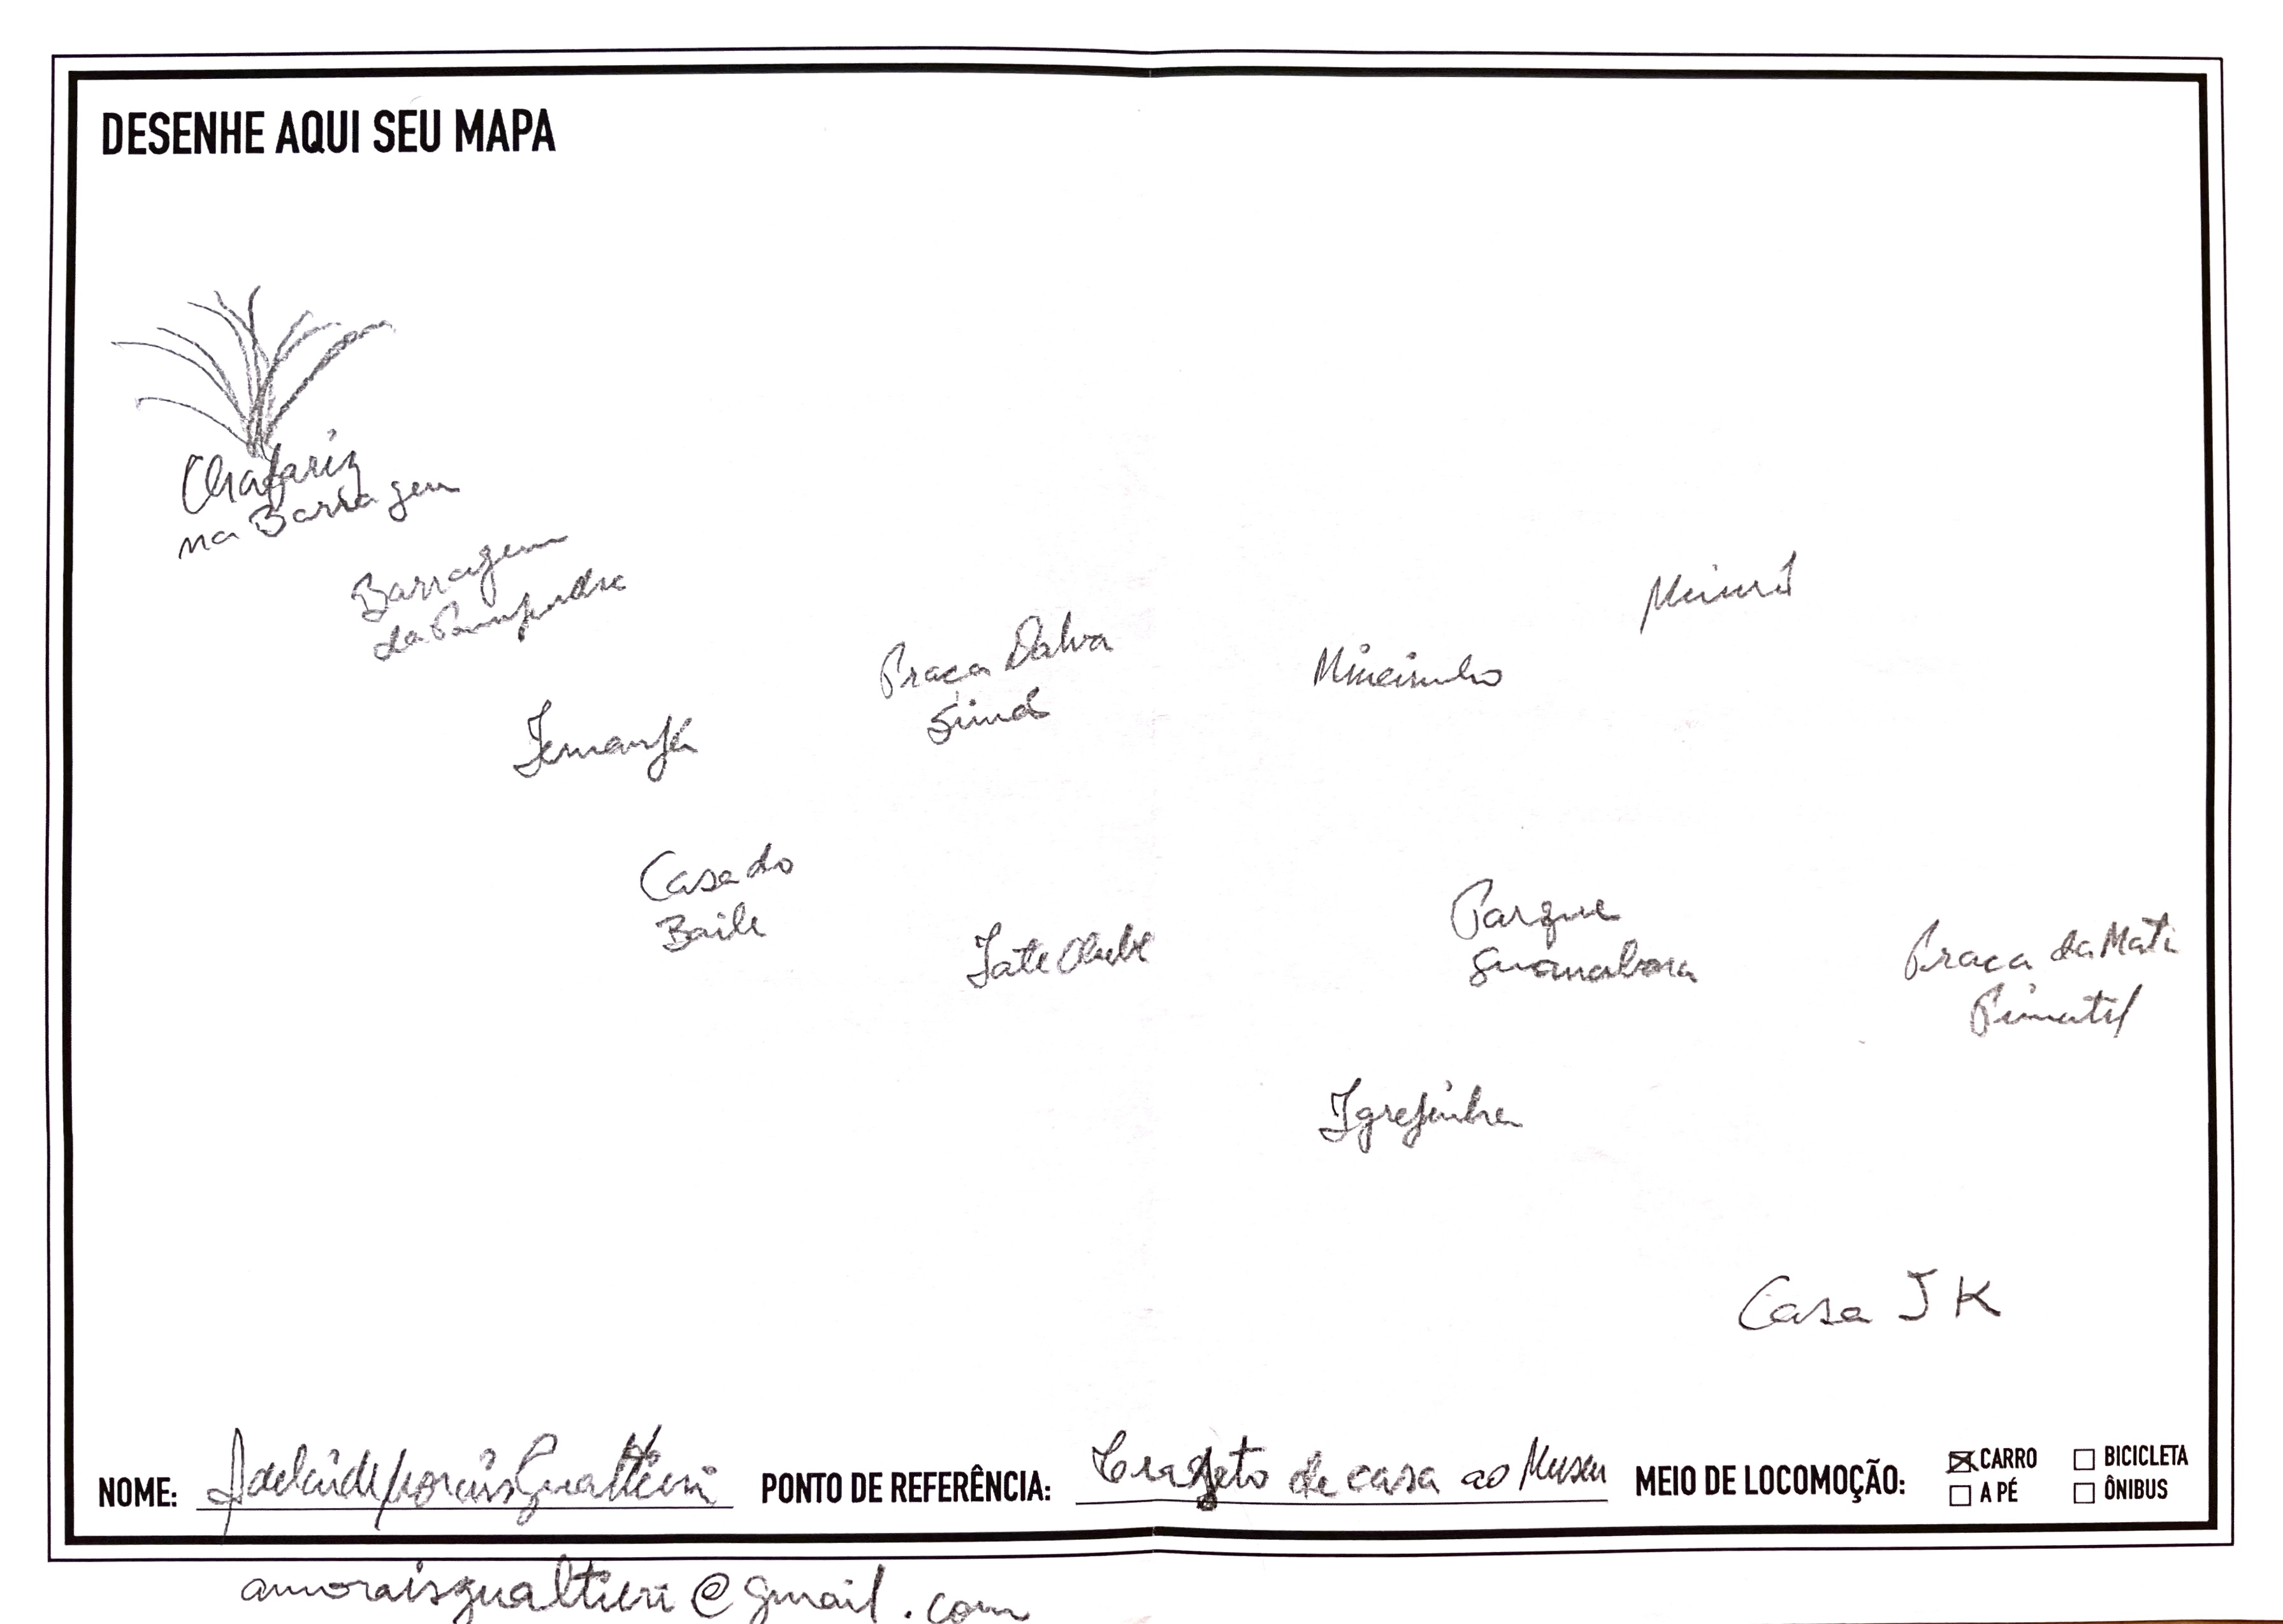 DESENHE AQUI SEU MAPA
Chafariz
na Barragem
Barragem
da Pampulha
Iemanjá
Praça Dalva
Simão
Mineirinho
Casa do
Baile
Iate Clube
Parque
Guanabara
Praça da
Pimentel
Igrejinha
Casa JK
NOME: Adelaide Morais Gualtieri PONTO DE REFERÊNCIA: Trajeto de casa ao Museu MEIO DE LOCOMOÇÃO: CARRO BICICLETA
A PÉ ÔNIBUS
amoraisgualtieri@gmail.com